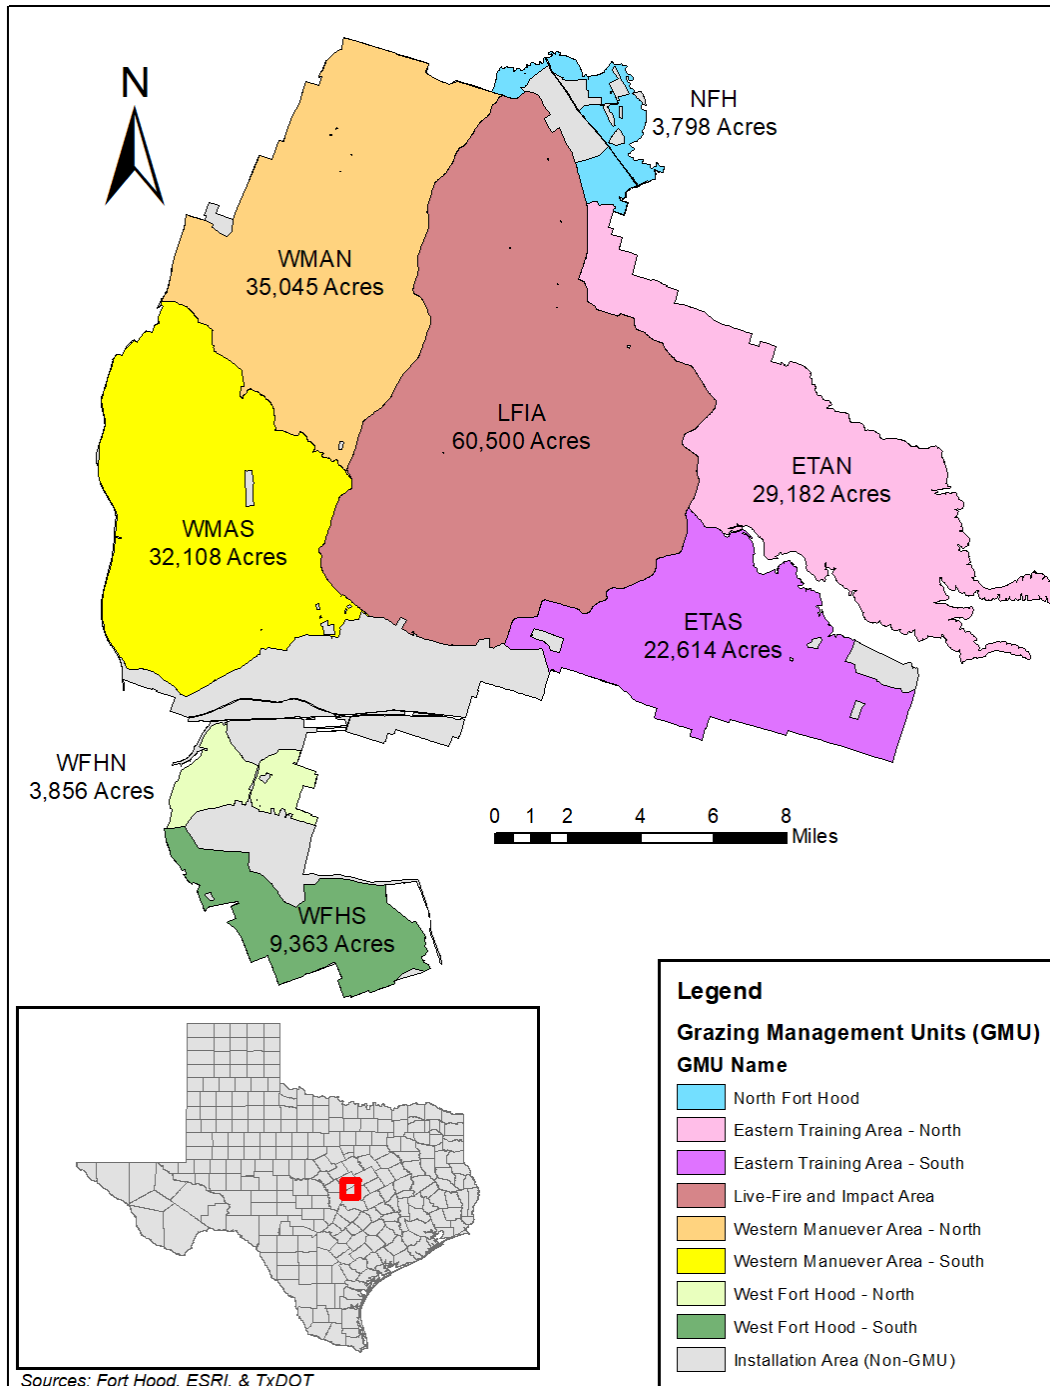 N
NFH
3,798 Acres
WMAN
35,045 Acres
LFIA
60,500 Acres
ETAN
29,182 Acres
WMAS
32,108 Acres
ETAS
22,614 Acres
WFHN
3,856 Acres
0 1 2 4 6 8
Miles
WFHS
9,363 Acres
Legend
Grazing Management Units (GMU)
GMU Name
North Fort Hood
Eastern Training Area - North
Eastern Training Area - South
Live-Fire and Impact Area
Western Manuever Area - North
Western Manuever Area - South
West Fort Hood - North
West Fort Hood - South
Installation Area (Non-GMU)
Sources: Fort Hood, ESRI, & TxDOT